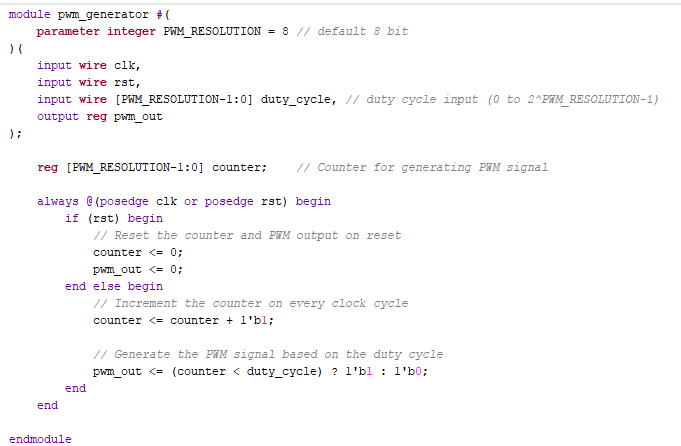 module pwm_generator #(
    parameter integer PWM_RESOLUTION = 8 // default 8 bit
)(
    input wire clk,
    input wire rst,
    input wire [PWM_RESOLUTION-1:0] duty_cycle, // duty cycle input (0 to 2^PWM_RESOLUTION-1)
    output reg pwm_out
);
    reg [PWM_RESOLUTION-1:0] counter;    // Counter for generating PWM signal
    always @(posedge clk or posedge rst) begin
        if (rst) begin
            // Reset the counter and PWM output on reset
            counter <= 0;
            pwm_out <= 0;
        end else begin
            // Increment the counter on every clock cycle
            counter <= counter + 1'b1;
            // Generate the PWM signal based on the duty cycle
            pwm_out <= (counter < duty_cycle) ? 1'b1 : 1'b0;
        end
    end
endmodule